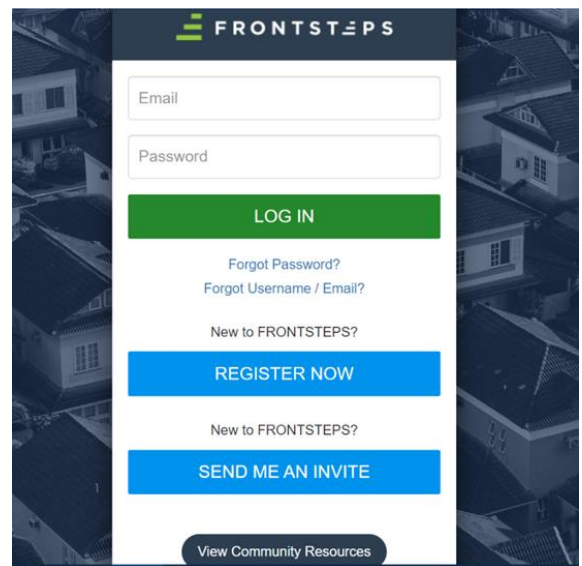 FRONTSTEPS
Email
Password
LOG IN
Forgot Password?
Forgot Username / Email?
New to FRONTSTEPS?
REGISTER NOW
New to FRONTSTEPS?
SEND ME AN INVITE
View Community Resources